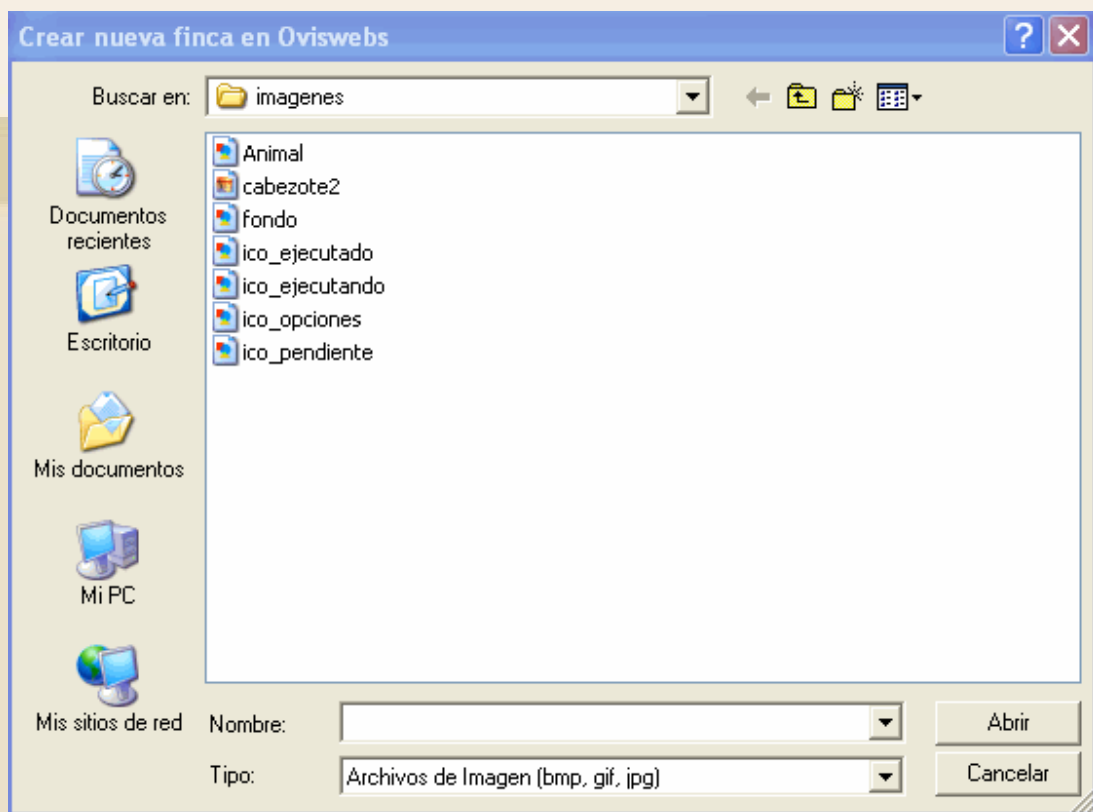 Crear nueva finca en Oviswebs
Buscar en: imagenes
Documentos
recientes
Escritorio
Mis documentos
Mi PC
Mis sitios de red
Animal
cabezote2
fondo
ico_ejecutado
ico_ejecutando
ico_opciones
ico_pendiente
Nombre: Abrir
Tipo: Archivos de Imagen (bmp, gif, jpg) Cancelar